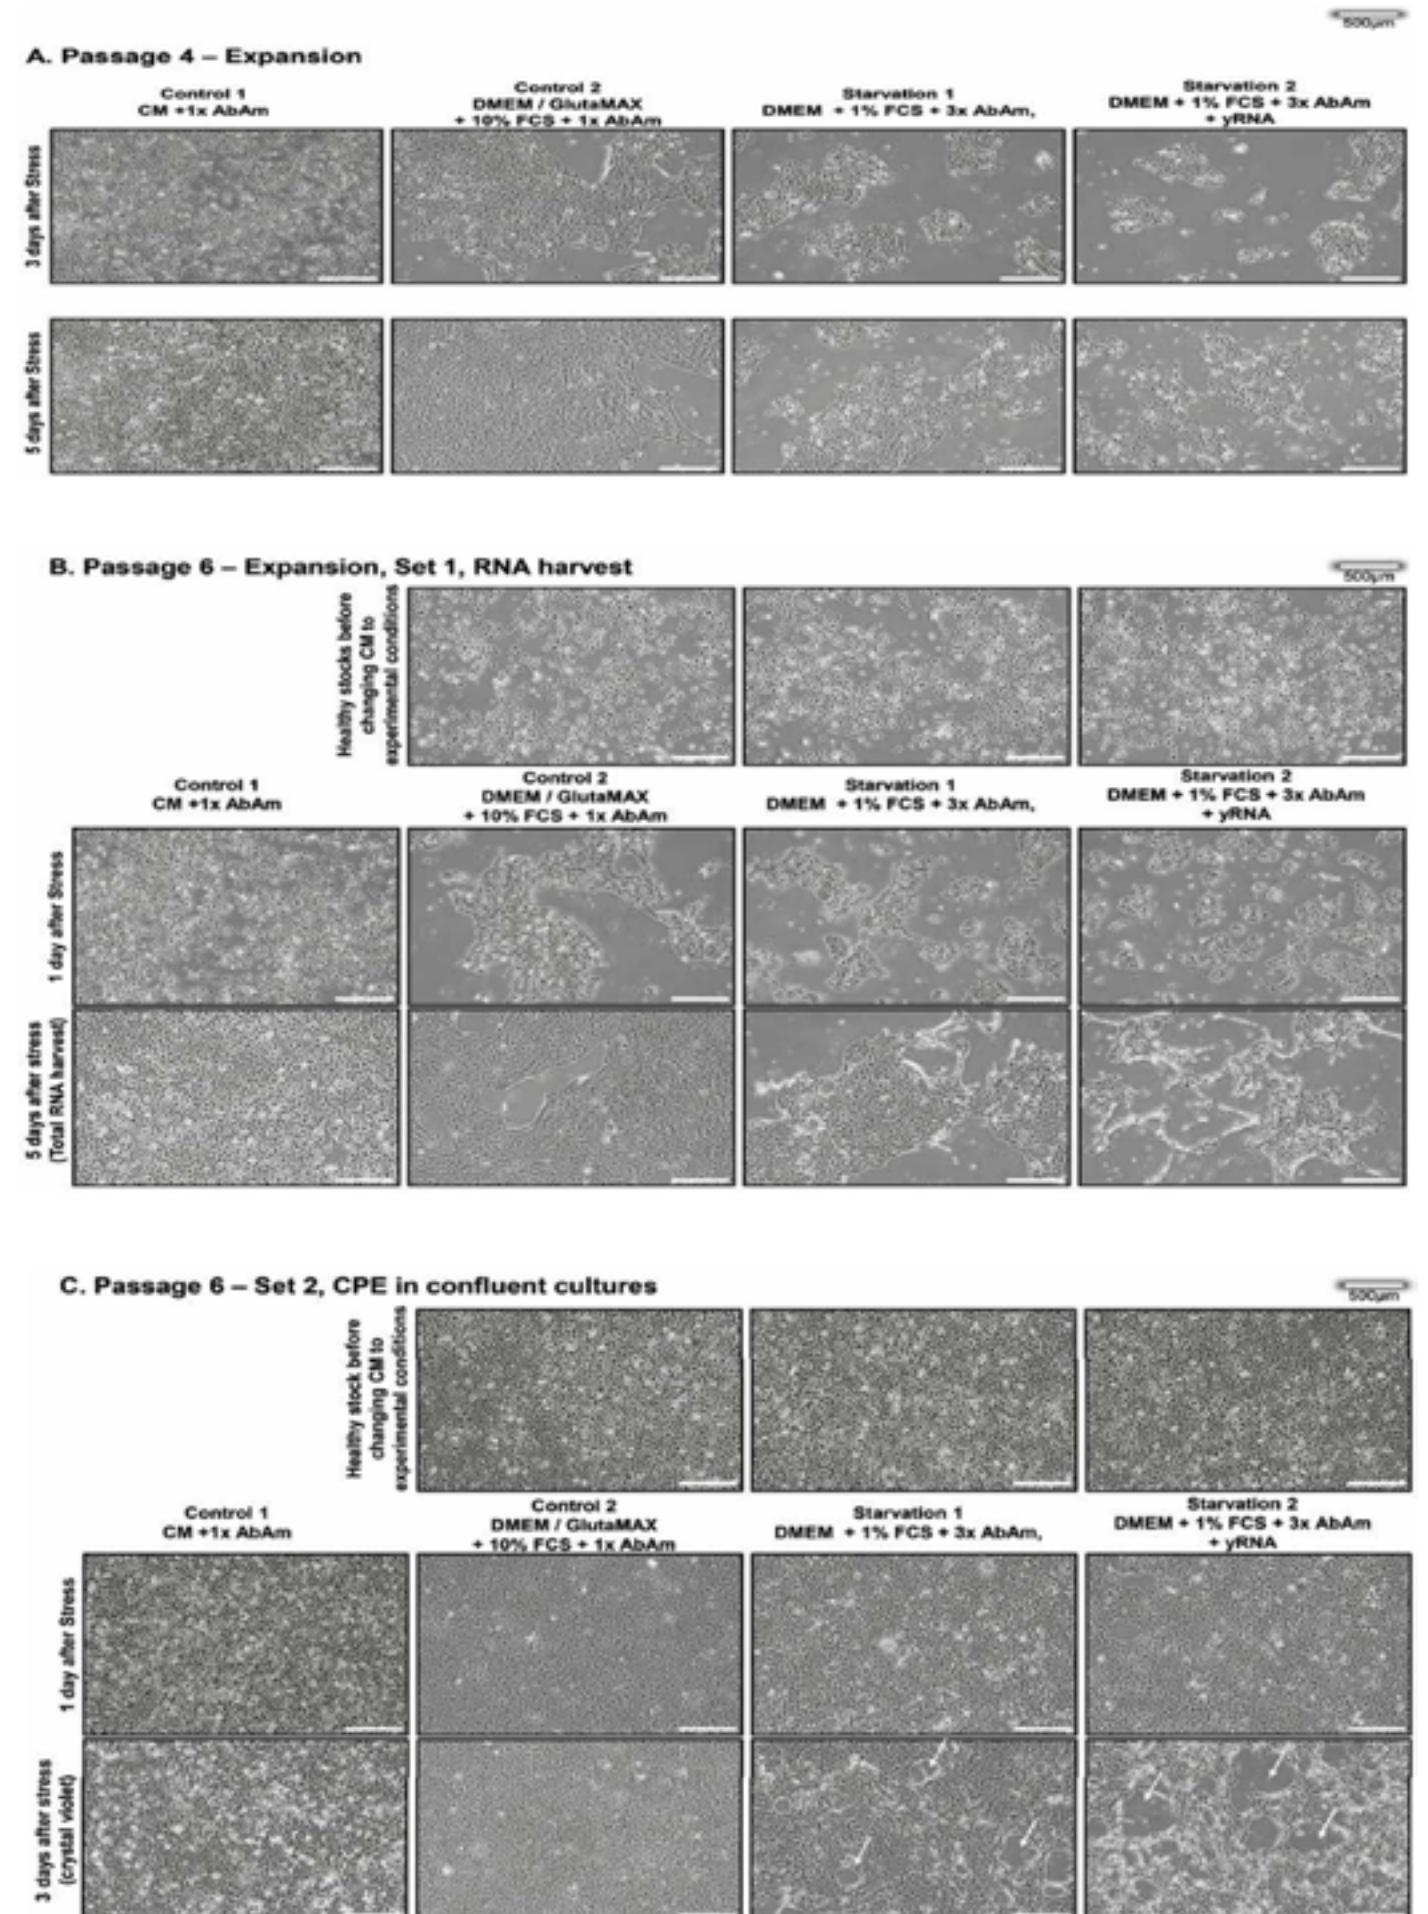 500μm
A. Passage 4 – Expansion
Control 1
CM +1x AbAm
Control 2
DMEM / GlutaMAX
+ 10% FCS + 1x AbAm
Starvation 1
DMEM + 1% FCS + 3x AbAm,
Starvation 2
DMEM + 1% FCS + 3x AbAm
+ yRNA
3 days after Stress
5 days after Stress
B. Passage 6 – Expansion, Set 1, RNA harvest
500μm
Healthy stocks before
changing CM to
experimental conditions
Control 1
CM +1x AbAm
Control 2
DMEM / GlutaMAX
+ 10% FCS + 1x AbAm
Starvation 1
DMEM + 1% FCS + 3x AbAm,
Starvation 2
DMEM + 1% FCS + 3x AbAm
+ yRNA
1 day after Stress
5 days after stress
(Total RNA harvest)
C. Passage 6 – Set 2, CPE in confluent cultures
500μm
Healthy stock before
changing CM to
experimental conditions
Control 1
CM +1x AbAm
Control 2
DMEM / GlutaMAX
+ 10% FCS + 1x AbAm
Starvation 1
DMEM + 1% FCS + 3x AbAm,
Starvation 2
DMEM + 1% FCS + 3x AbAm
+ yRNA
1 day after Stress
3 days after stress
(crystal violet)